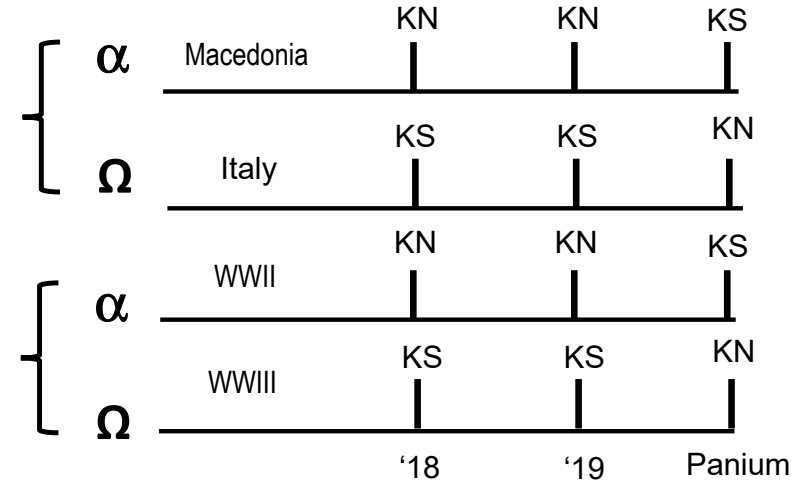 KN KN KS
α Macedonia
KS KS KN
Ω Italy
KN KN KS
α WWII
KS KS KN
Ω WWIII
‘18 ‘19 Panium